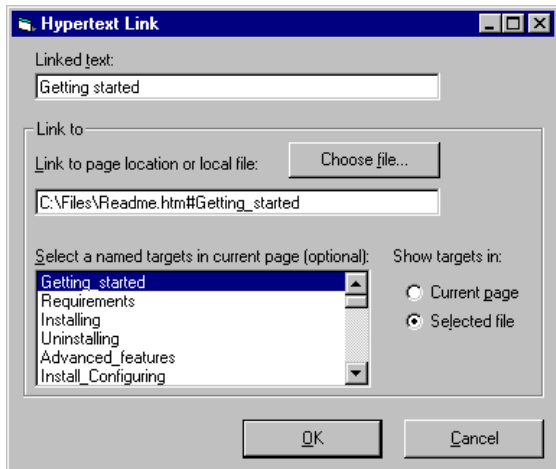 Hypertext Link
Linked text:
Getting started
Link to
Link to page location or local file:
Choose file...
C:\Files\Readme.htm#Getting_started
Select a named targets in current page (optional):
Show targets in:
Getting_started
Requirements
Installing
Uninstalling
Advanced_features
Install_Configuring
Current page
Selected file
OK
Cancel